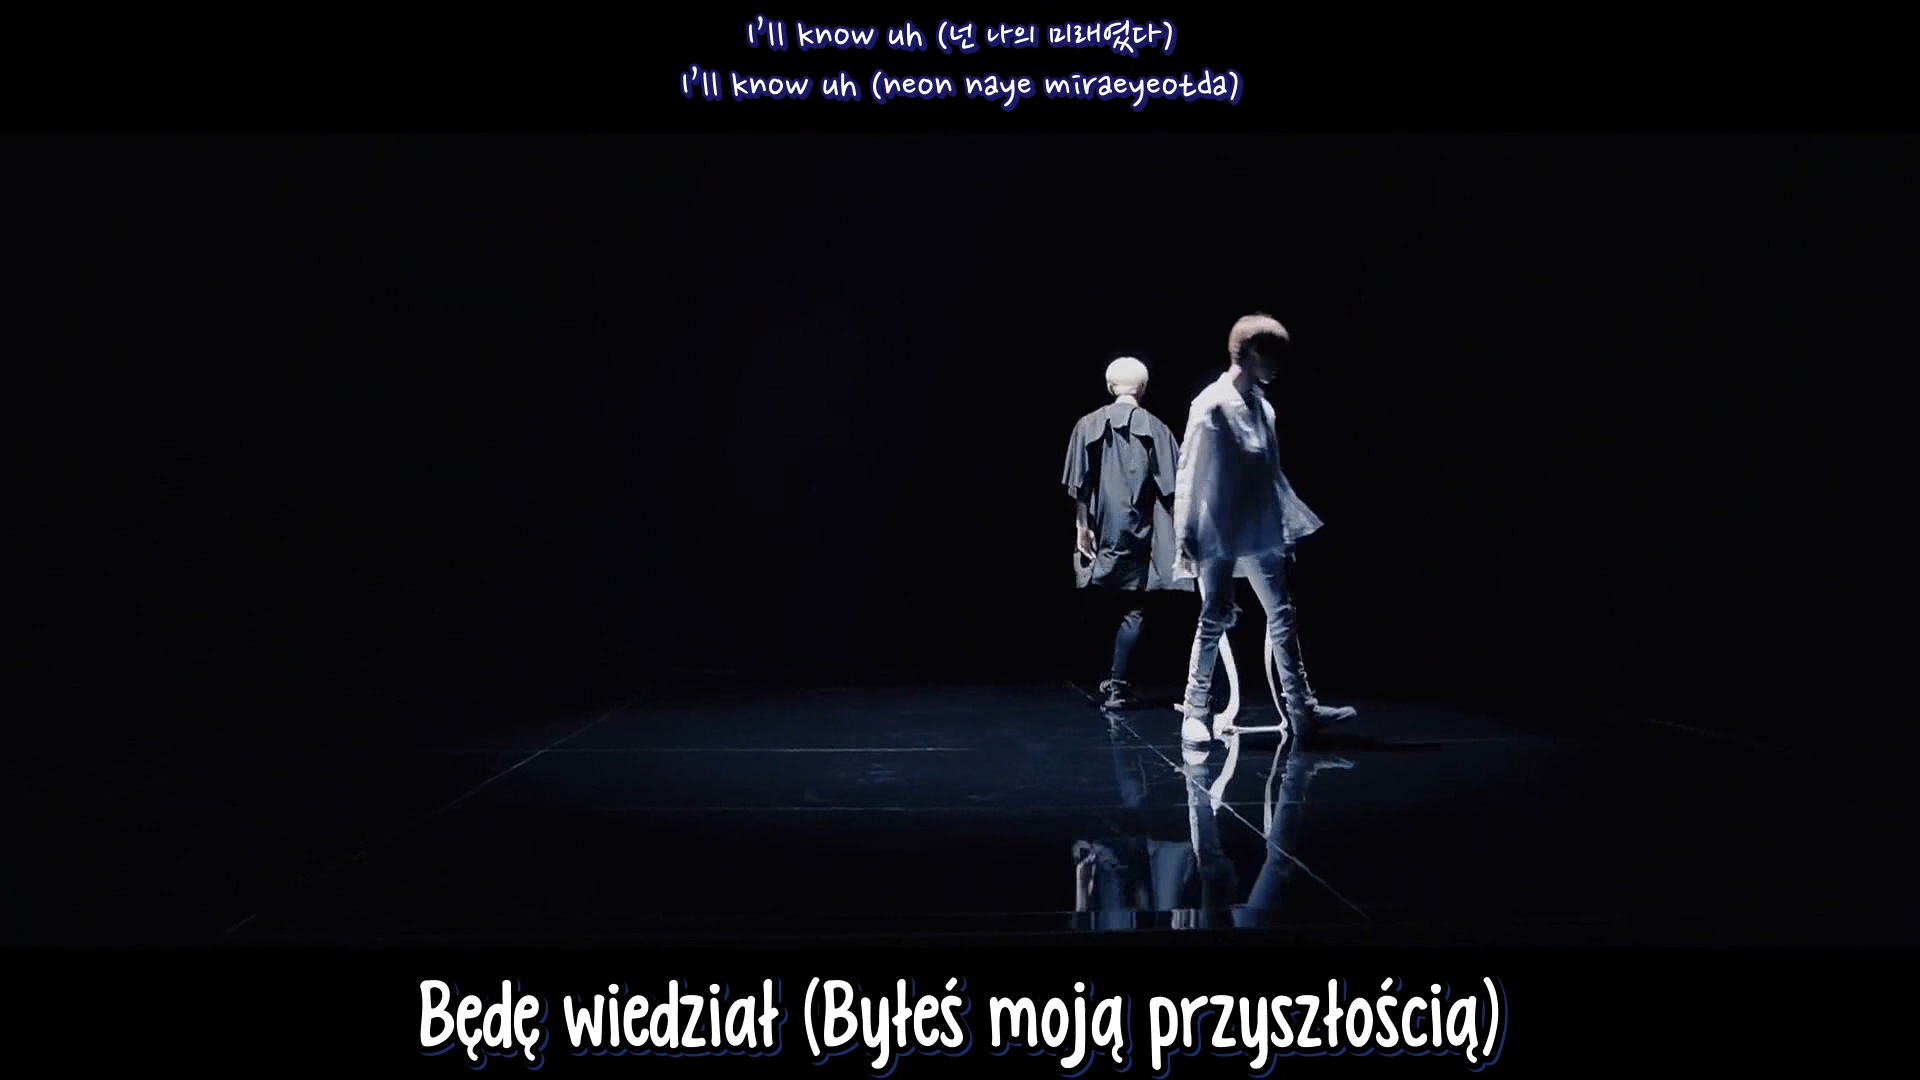 I'll know uh (넌 나의 미래였다)
I'll know uh (neon naye miraeyeotda)
Będę wiedział (Byłeś moją przyszłością)